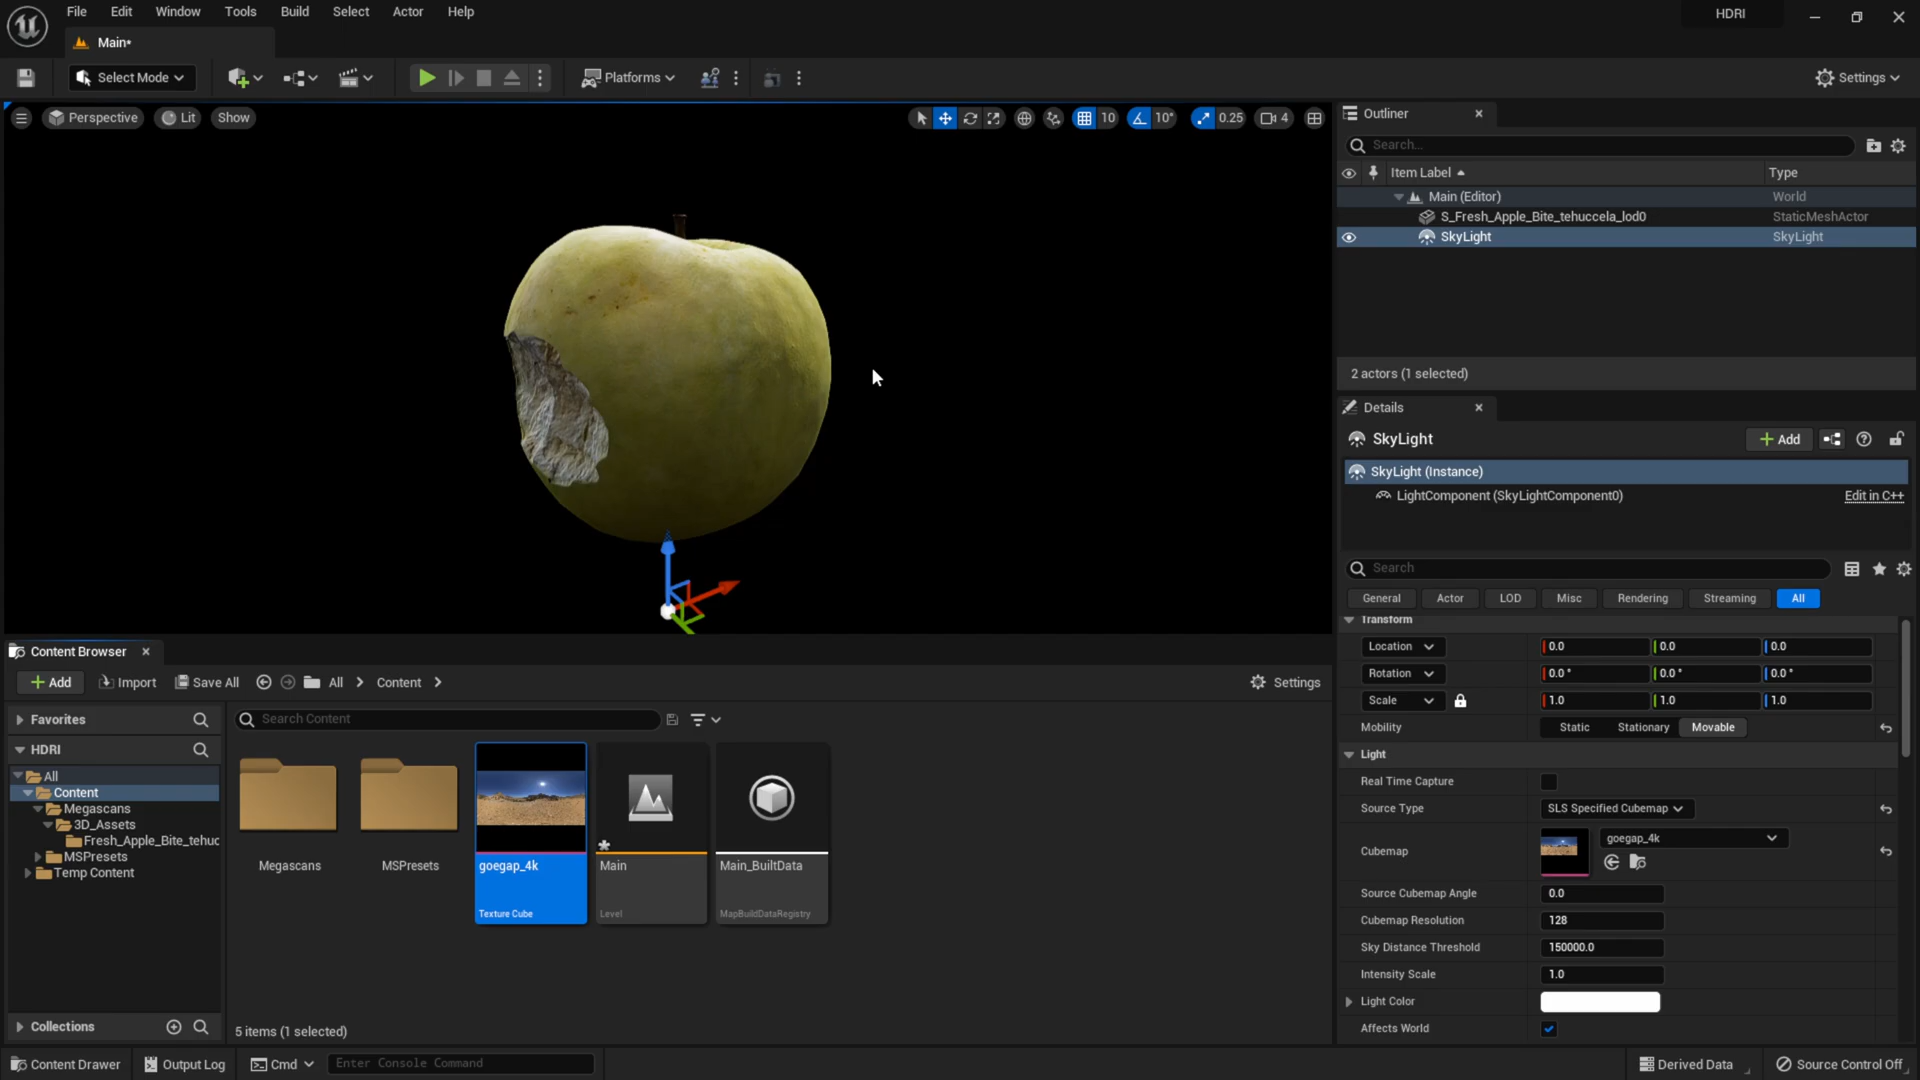 File Edit Window Tools Build Select Actor Help HDRI
Main*
Select Mode Platforms Settings
Perspective Lit Show 10 10° 0.25 4
Outliner
Search...
Item Label Type
Main (Editor) World
S_Fresh_Apple_Bite_tehuccela_lod0 StaticMeshActor
SkyLight SkyLight
2 actors (1 selected)
Details
SkyLight Add
SkyLight (Instance)
LightComponent (SkyLightComponent0) Edit in C++
Search
General Actor LOD Misc Rendering Streaming All
Transform
Location 0.0 0.0 0.0
Rotation 0.0 ° 0.0 ° 0.0 °
Scale 1.0 1.0 1.0
Mobility Static Stationary Movable
Light
Real Time Capture
Source Type SLS Specified Cubemap
Cubemap goegap_4k
Source Cubemap Angle 0.0
Cubemap Resolution 128
Sky Distance Threshold 150000.0
Intensity Scale 1.0
Light Color
Affects World
Content Browser
Add Import Save All All Content Settings
Favorites
Search Content
HDRI
All
Content
Megascans
3D_Assets
Fresh_Apple_Bite_tehuc
MSPresets
Temp Content
Megascans
MSPresets
goegap_4k
Texture Cube
Main
Level
Main_BuiltData
MapBuildDataRegistry
Collections
5 items (1 selected)
Content Drawer Output Log Cmd Enter Console Command Derived Data Source Control Off